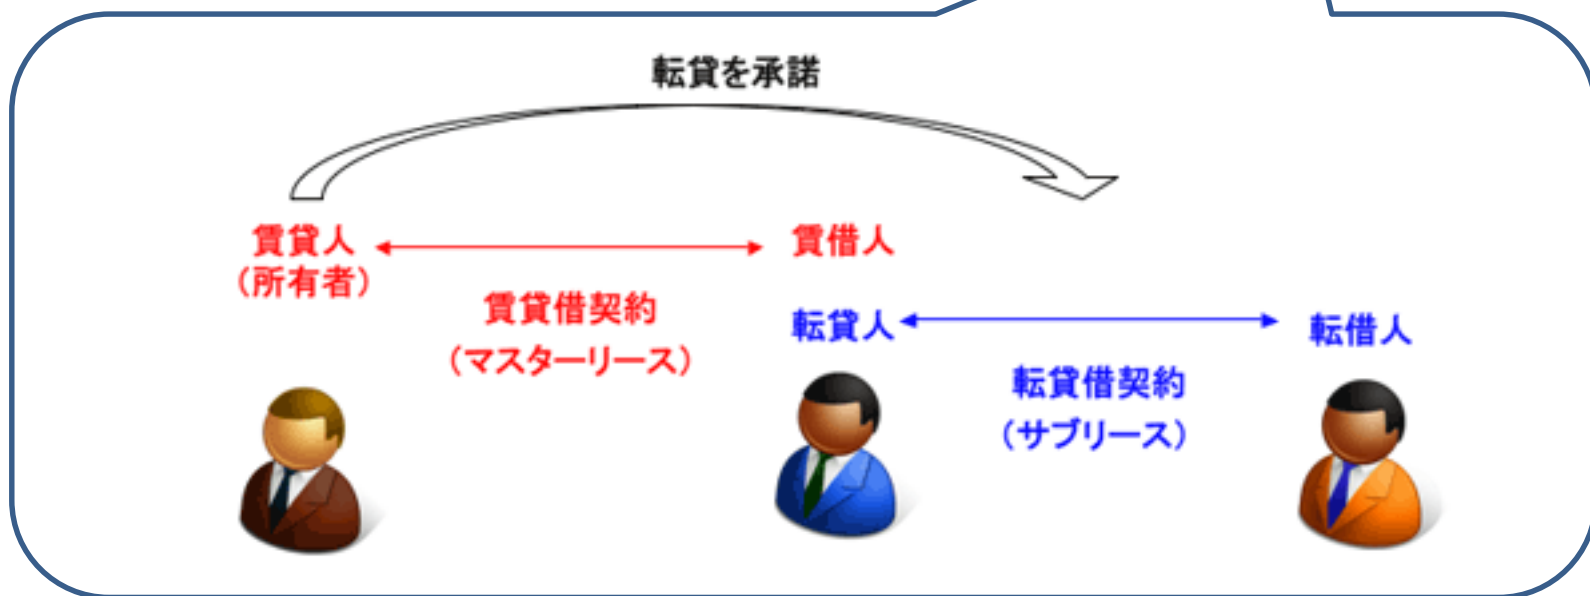 転貸を承諾
賃貸人
(所有者)
賃借人
賃貸借契約
(マスターリース)
転貸人
転借人
転貸借契約
(サブリース)